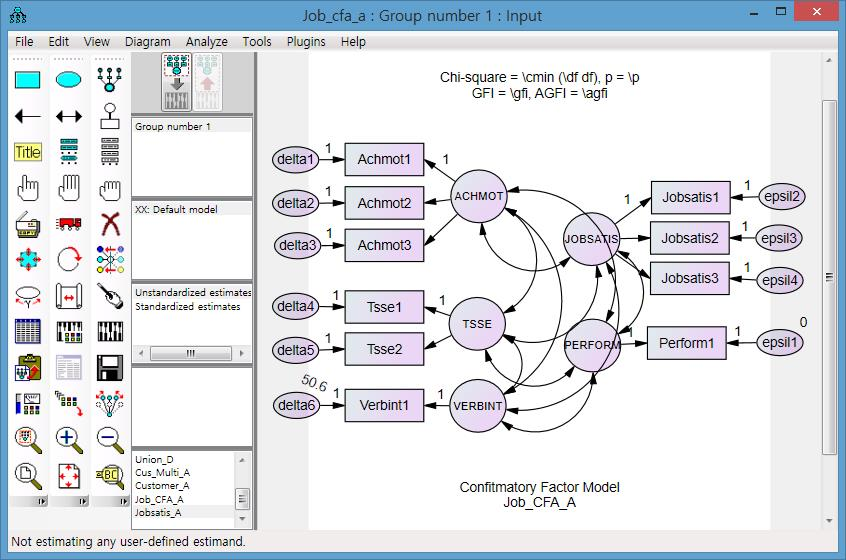 Job_cfa_a : Group number 1 : Input
File Edit View Diagram Analyze Tools Plugins Help
Title
COPY
BC
Group number 1
XX: Default model
Unstandardized estimates
Standardized estimates
Union_D
Cus_Multi_A
Customer_A
Job_CFA_A
Jobsatis_A
Chi-square = \cmin (\df df), p = \p
GFI = \gfi, AGFI = \agfi
delta1 1 Achmot1 1
delta2 1 Achmot2 ACHMOT
delta3 1 Achmot3
1 Jobsatis1 1 epsil2
JOBSATIS Jobsatis2 1 epsil3
Jobsatis3 1 epsil4
delta4 1 Tsse1 1
delta5 1 Tsse2 TSSE
0
PERFORM 1 Perform1 1 epsil1
50.6
delta6 1 Verbint1 1 VERBINT
Confitmatory Factor Model
Job_CFA_A
Not estimating any user-defined estimand.